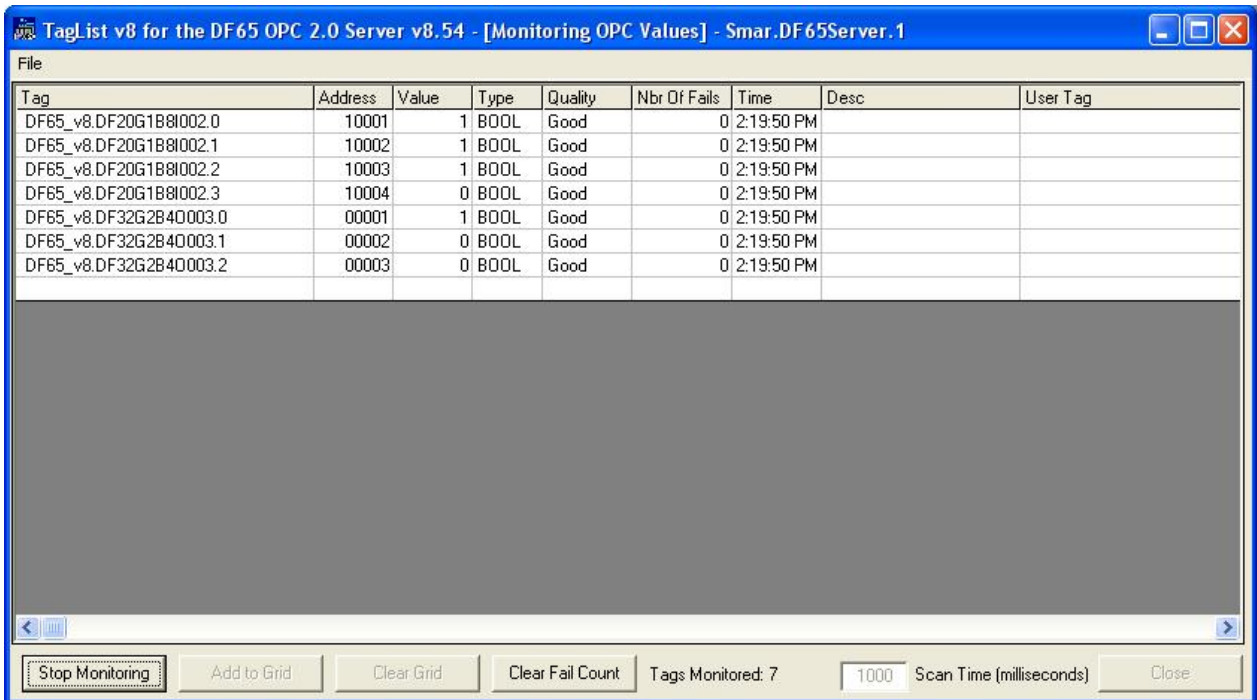 TagList v8 for the DF65 OPC 2.0 Server v8.54 - [Monitoring OPC Values] - Smar.DF65Server.1
File
Tag Address Value Type Quality Nbr Of Fails Time Desc User Tag
DF65_v8.DF20G1B8I002.0 10001 1 BOOL Good 0 2:19:50 PM
DF65_v8.DF20G1B8I002.1 10002 1 BOOL Good 0 2:19:50 PM
DF65_v8.DF20G1B8I002.2 10003 1 BOOL Good 0 2:19:50 PM
DF65_v8.DF20G1B8I002.3 10004 0 BOOL Good 0 2:19:50 PM
DF65_v8.DF32G2B4O003.0 00001 1 BOOL Good 0 2:19:50 PM
DF65_v8.DF32G2B4O003.1 00002 0 BOOL Good 0 2:19:50 PM
DF65_v8.DF32G2B4O003.2 00003 0 BOOL Good 0 2:19:50 PM
Stop Monitoring Add to Grid Clear Grid Clear Fail Count Tags Monitored: 7 1000 Scan Time (milliseconds) Close